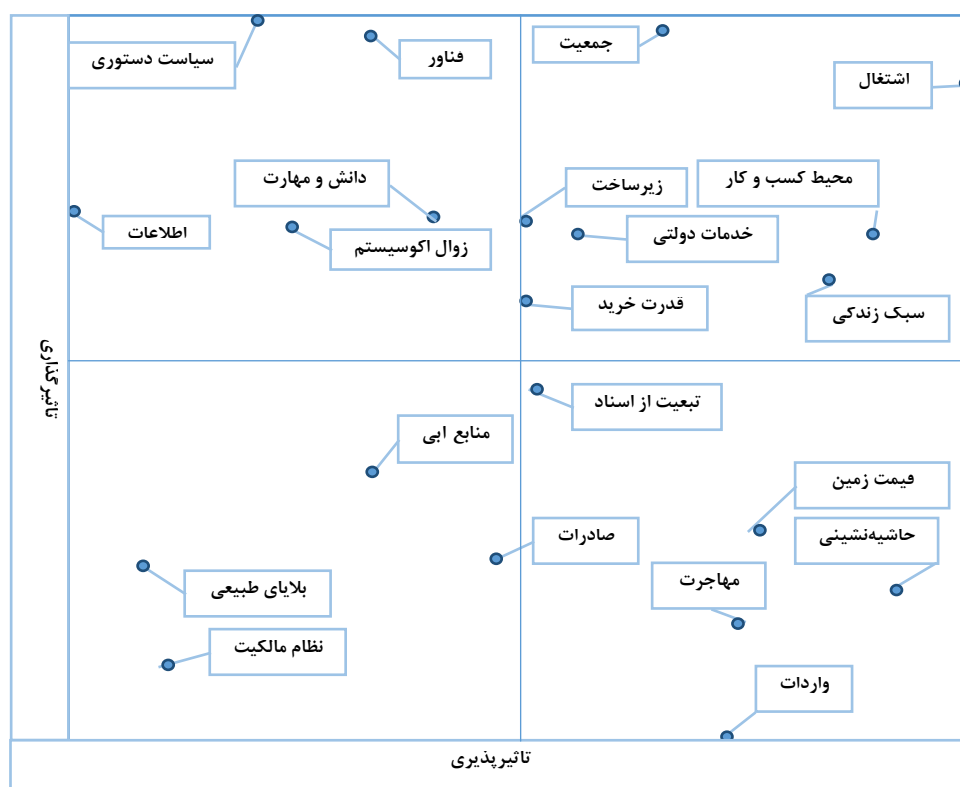 جمعیت
فناور
سیاست دستوری
اشتغال
دانش و مهارت
محیط کسب و کار
زیرساخت
اطلاعات
خدمات دولتی
زوال اکوسیستم
قدرت خرید
سبک زندگی
تاثیرگذاری
تبعیت از اسناد
منابع ابی
قیمت زمین
حاشیه‌نشینی
صادرات
مهاجرت
بلایای طبیعی
نظام مالکیت
واردات
تاثیرپذیری